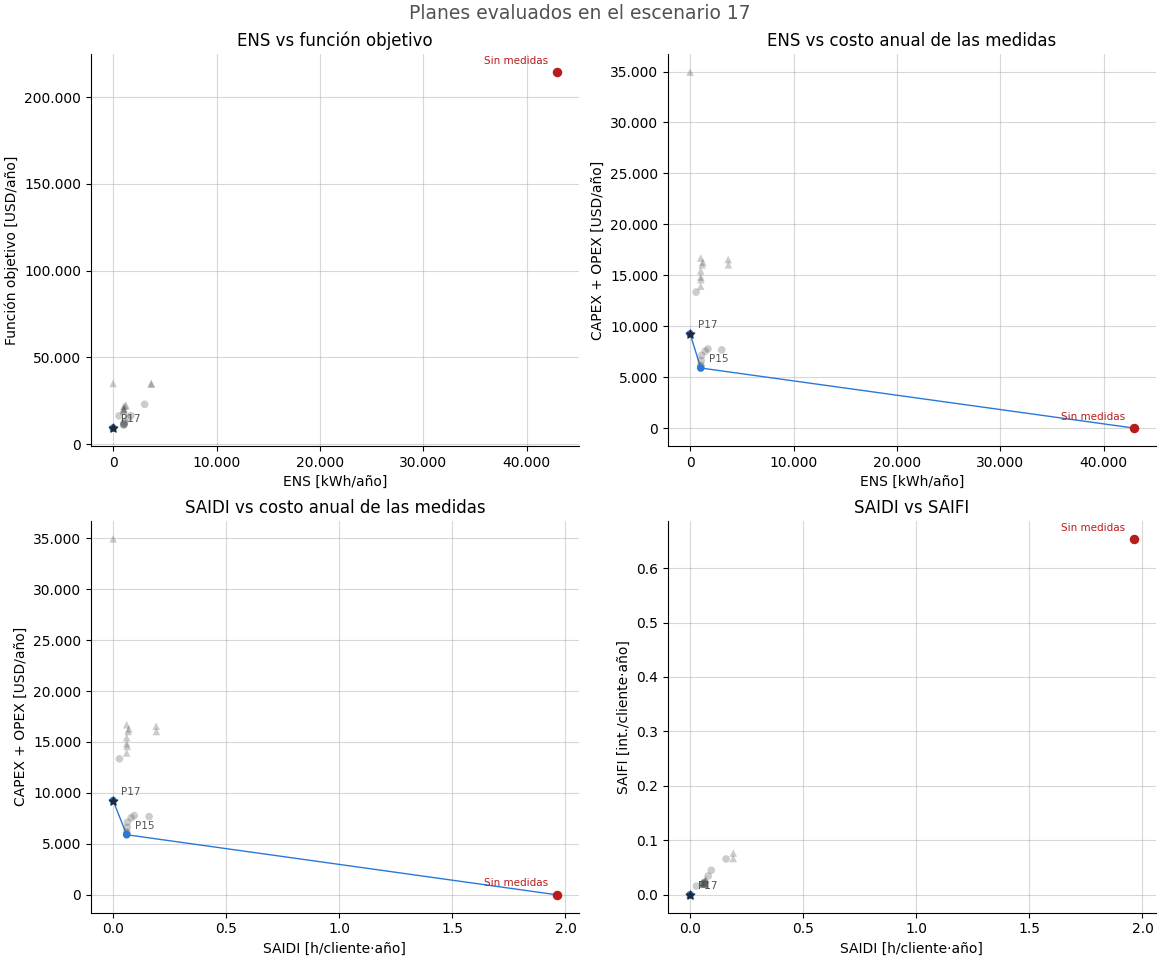 Planes evaluados en el escenario 17
ENS vs función objetivo
Función objetivo [USD/año]
200.000
150.000
100.000
50.000
0
Sin medidas
P17
0
10.000
20.000
30.000
40.000
ENS [kWh/año]
ENS vs costo anual de las medidas
CAPEX + OPEX [USD/año]
35.000
30.000
25.000
20.000
15.000
10.000
5.000
0
P17
P15
Sin medidas
0
10.000
20.000
30.000
40.000
ENS [kWh/año]
SAIDI vs costo anual de las medidas
CAPEX + OPEX [USD/año]
35.000
30.000
25.000
20.000
15.000
10.000
5.000
0
P17
P15
Sin medidas
0.0
0.5
1.0
1.5
2.0
SAIDI [h/cliente·año]
SAIDI vs SAIFI
SAIFI [int./cliente·año]
0.6
0.5
0.4
0.3
0.2
0.1
0.0
Sin medidas
P17
0.0
0.5
1.0
1.5
2.0
SAIDI [h/cliente·año]